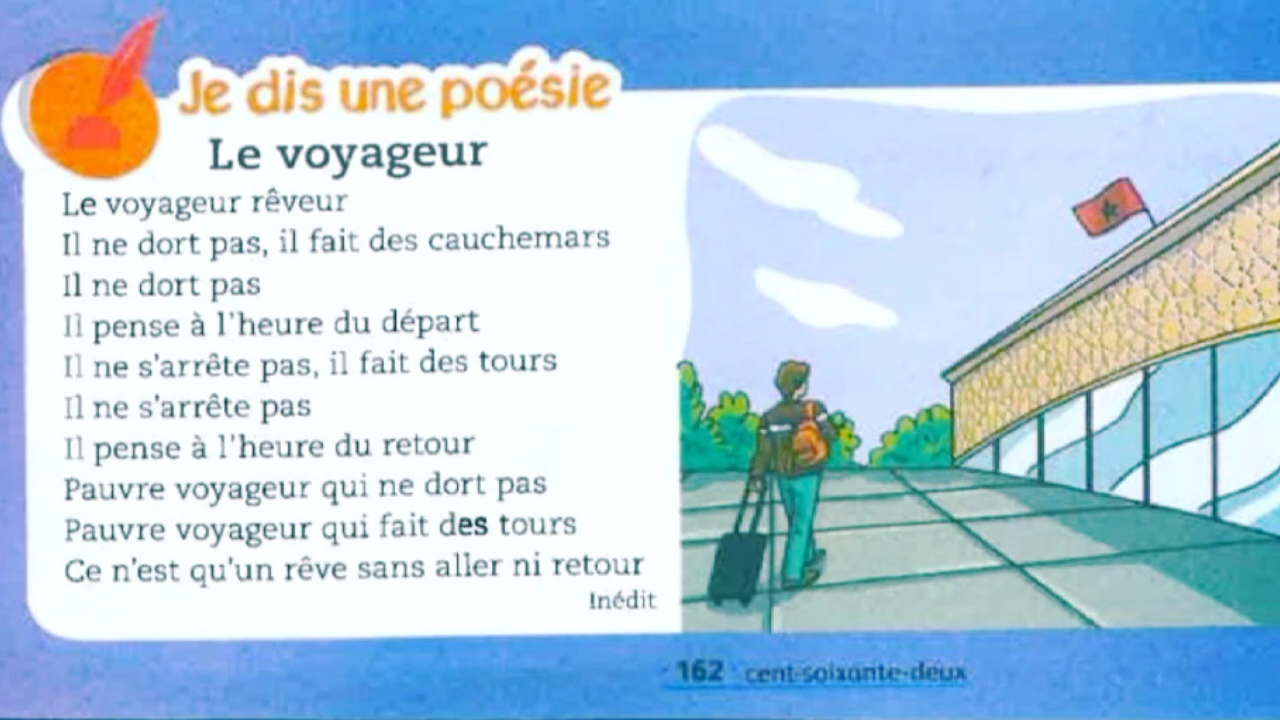 Je dis une poésie
Le voyageur
Le voyageur rêveur
Il ne dort pas, il fait des cauchemars
Il ne dort pas
Il pense à l'heure du départ
Il ne s'arrête pas, il fait des tours
Il ne s'arrête pas
Il pense à l'heure du retour
Pauvre voyageur qui ne dort pas
Pauvre voyageur qui fait des tours
Ce n'est qu'un rêve sans aller ni retour
Inédit
162 cent-soixante-deux